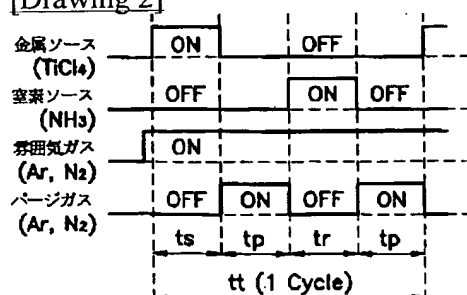 [Drawing 2]
金属ソース ON OFF
(TiCl4)
窒素ソース OFF ON OFF
(NH3)
雰囲気ガス ON
(Ar, N2)
パージガス OFF ON OFF ON
(Ar, N2)
ts tp tr tp
tt (1 Cycle)